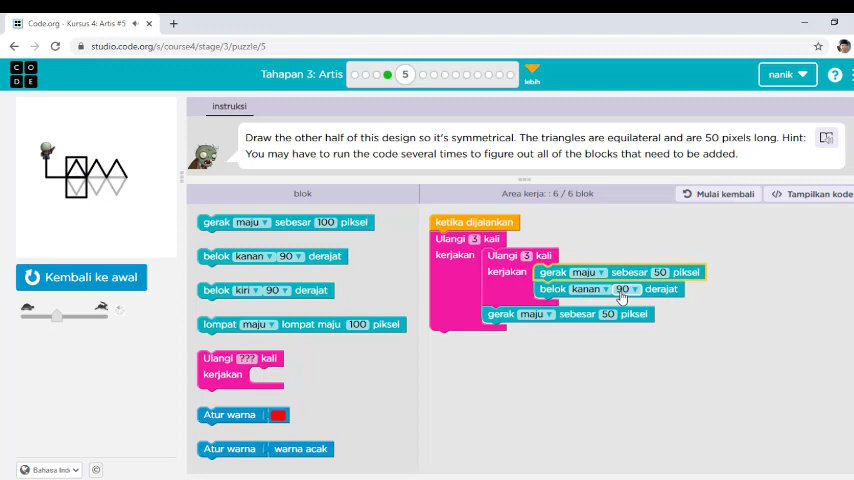 Code.org - Kursus 4: Artis #5
studio.code.org/s/course4/stage/3/puzzle/5
C O
D E
Tahapan 3: Artis
5
lebih
nanik
?
instruksi
Draw the other half of this design so it's symmetrical. The triangles are equilateral and are 50 pixels long. Hint:
You may have to run the code several times to figure out all of the blocks that need to be added.
blok
Area kerja: : 6 / 6 blok
Mulai kembali
</> Tampilkan kode
gerak maju sebesar 100 piksel
belok kanan 90 derajat
belok kiri 90 derajat
lompat maju lompat maju 100 piksel
Ulangi ??? kali
kerjakan
Atur warna
Atur warna warna acak
ketika dijalankan
Ulangi 3 kali
kerjakan
Ulangi 3 kali
kerjakan
gerak maju sebesar 50 piksel
belok kanan 90 derajat
gerak maju sebesar 50 piksel
Kembali ke awal
Bahasa Indi
©